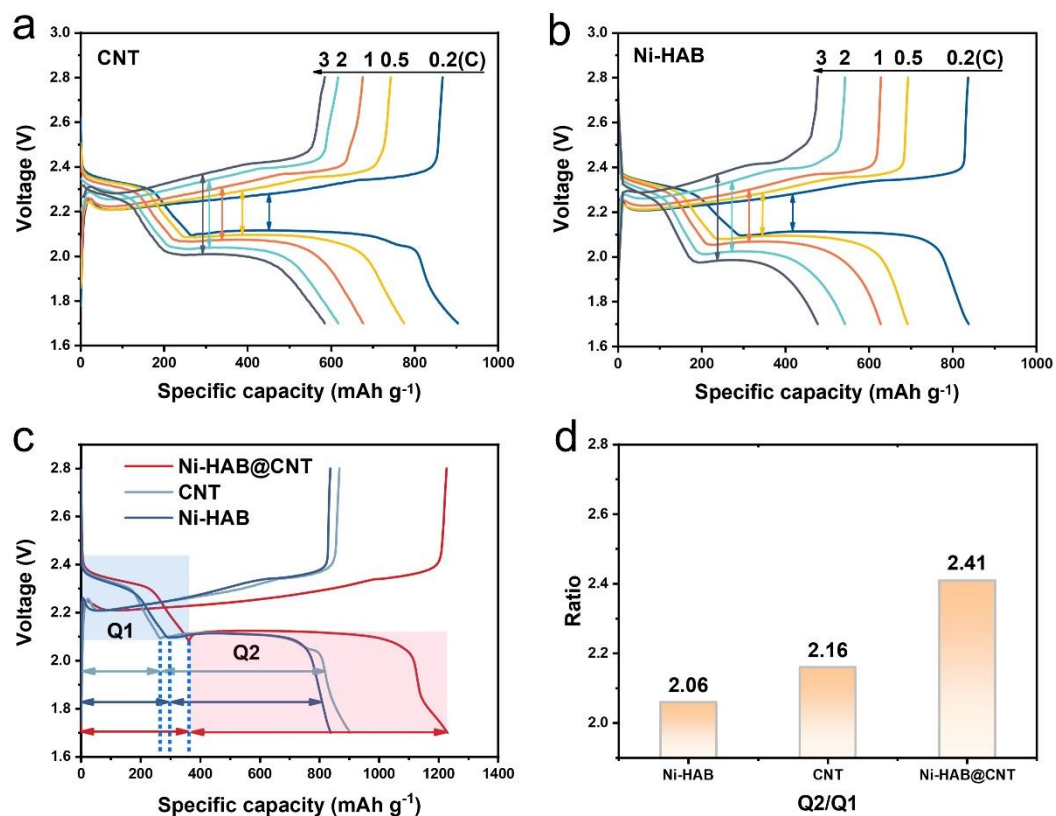 a
CNT
3 2 1 0.5 0.2(C)
3.0
2.8
2.6
2.4
2.2
2.0
1.8
1.6
Voltage (V)
0 200 400 600 800 1000
Specific capacity (mAh g-1)
b
Ni-HAB
3 2 1 0.5 0.2(C)
3.0
2.8
2.6
2.4
2.2
2.0
1.8
1.6
Voltage (V)
0 200 400 600 800 1000
Specific capacity (mAh g-1)
c
Ni-HAB@CNT
CNT
Ni-HAB
Q1
Q2
2.8
2.6
2.4
2.2
2.0
1.8
1.6
Voltage (V)
0 200 400 600 800 1000 1200 1400
Specific capacity (mAh g-1)
d
2.8
2.6
2.4
2.2
2.0
Ratio
2.06
2.16
2.41
Ni-HAB CNT Ni-HAB@CNT
Q2/Q1